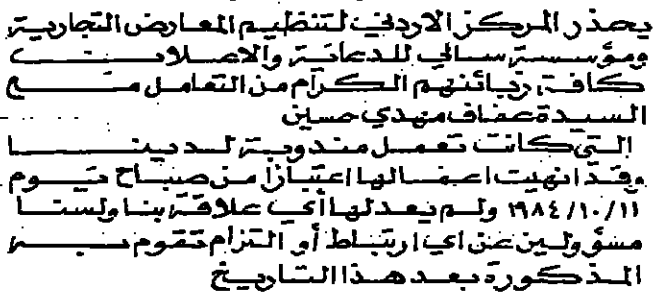 يحذر المركز الاردني لتنظيم المعارض التجارية
ومؤسسة سالي للدعاية والاعلان
كافة زبائنهم الكرام من التعامل مع
السيدة عفاف مهدي حسين
التي كانت تعمل مندوبة لدينا
وقد انهيت اعمالها اعتبارا من صباح يوم
١٩٨٤/١٠/١١ ولم يعد لها أي علاقة بنا ولسنا
مسؤولين عن اي ارتباط أو التزام تقوم به
المذكورة بعد هذا التاريخ